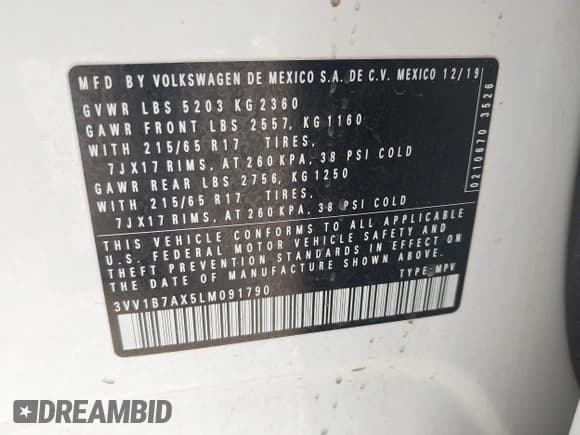 MFD BY VOLKSWAGEN DE MEXICO S.A. DE C.V. MEXICO 12/19
GVWR LBS 5203 KG 2360
GAWR FRONT LBS 2557, KG 1160
WITH 215/65 R17 TIRES,
7JX17 RIMS, AT 260 KPA, 38 PSI COLD
GAWR REAR LBS 2756, KG 1250
WITH 215/65 R17 TIRES,
7JX17 RIMS, AT 260 KPA, 38 PSI COLD
THIS VEHICLE CONFORMS TO ALL APPLICABLE
U.S. FEDERAL MOTOR VEHICLE SAFETY AND
THEFT PREVENTION STANDARDS IN EFFECT ON
THE DATE OF MANUFACTURE SHOWN ABOVE.
3VV1B7AX5LM091790 TYPE MPV
0210670 3526
DREAMBID